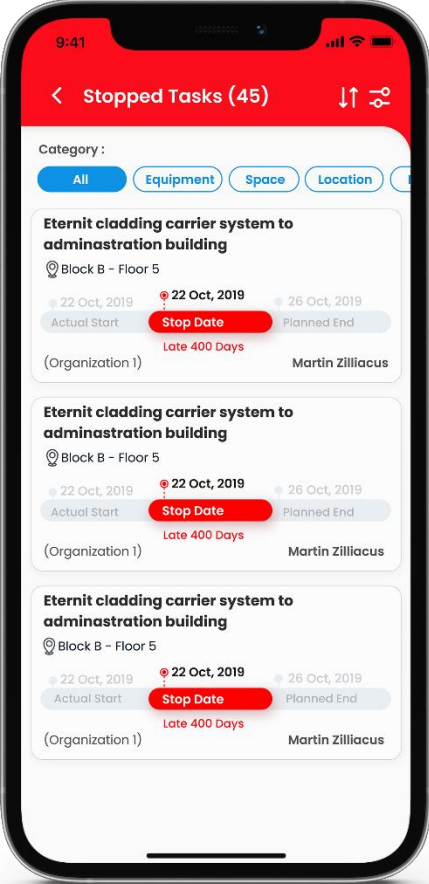 9:41
Stopped Tasks (45)
Category :
All Equipment Space Location
Eternit cladding carrier system to
adminastration building
Block B - Floor 5
22 Oct, 2019 22 Oct, 2019 26 Oct, 2019
Actual Start Stop Date Planned End
Late 400 Days
(Organization 1) Martin Zilliacus
Eternit cladding carrier system to
adminastration building
Block B - Floor 5
22 Oct, 2019 22 Oct, 2019 26 Oct, 2019
Actual Start Stop Date Planned End
Late 400 Days
(Organization 1) Martin Zilliacus
Eternit cladding carrier system to
adminastration building
Block B - Floor 5
22 Oct, 2019 22 Oct, 2019 26 Oct, 2019
Actual Start Stop Date Planned End
Late 400 Days
(Organization 1) Martin Zilliacus